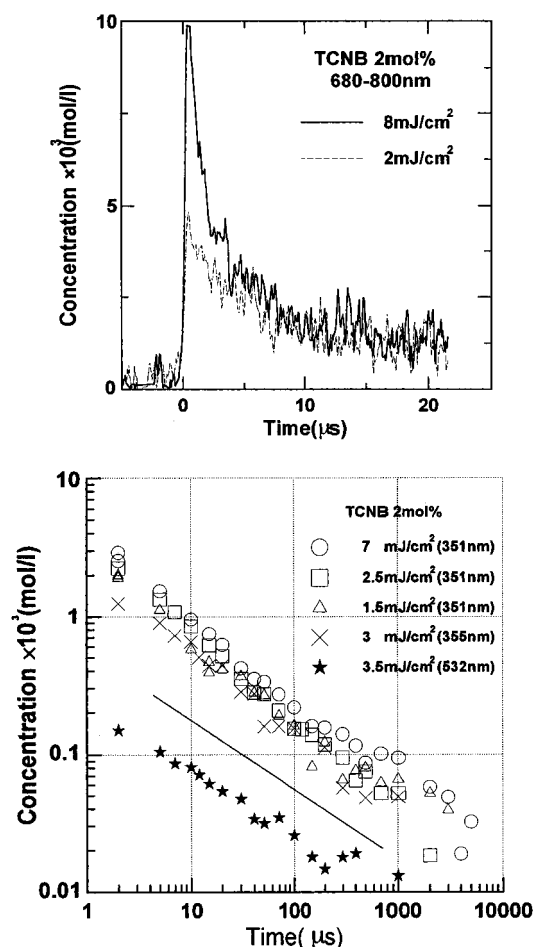 10
5
0
Concentration ×10³(mol/l)
TCNB 2mol%
680-800nm
8mJ/cm²
2mJ/cm²
0 10 20
Time(μs)
10
1
0.1
0.01
Concentration ×10³(mol/l)
TCNB 2mol%
7 mJ/cm²(351nm)
2.5mJ/cm²(351nm)
1.5mJ/cm²(351nm)
3 mJ/cm²(355nm)
3.5mJ/cm²(532nm)
1 10 100 1000 10000
Time( μs)